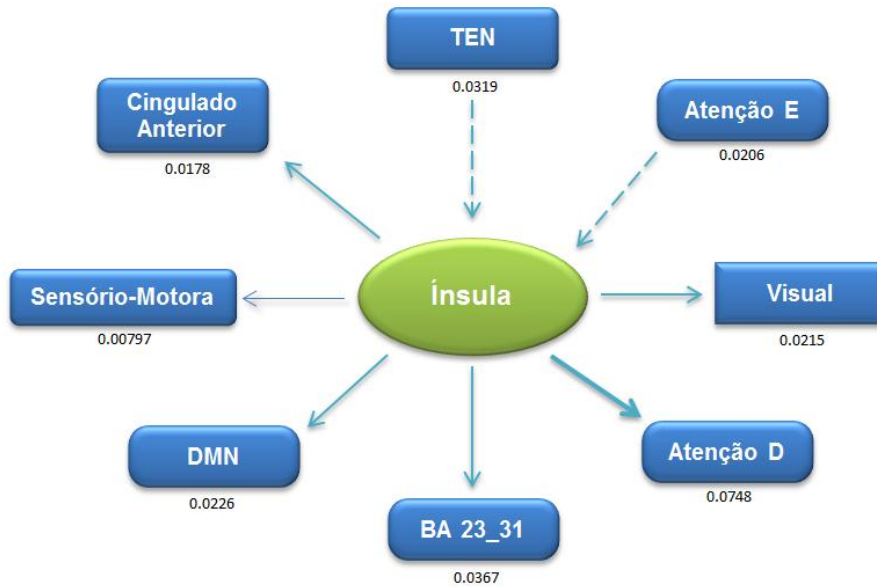 TEN
0.0319
Cingulado
Anterior
0.0178
Atenção E
0.0206
Sensório-Motora
0.00797
Ínsula
Visual
0.0215
DMN
0.0226
BA 23_31
0.0367
Atenção D
0.0748